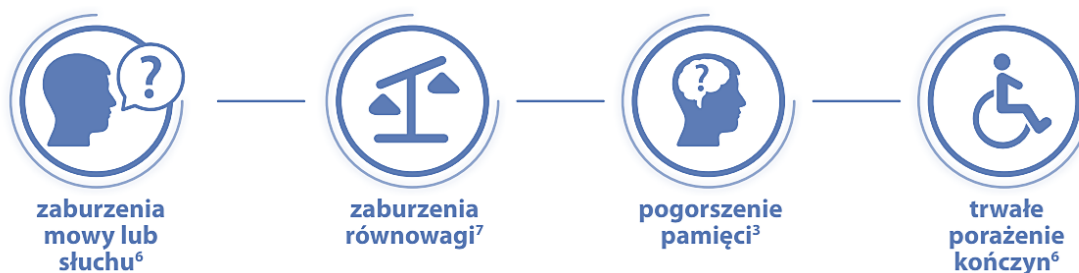 ?
zaburzenia
mowy lub
słuchu⁶
zaburzenia
równowagi⁷
?
pogorszenie
pamięci³
trwałe
porażenie
kończyn⁶